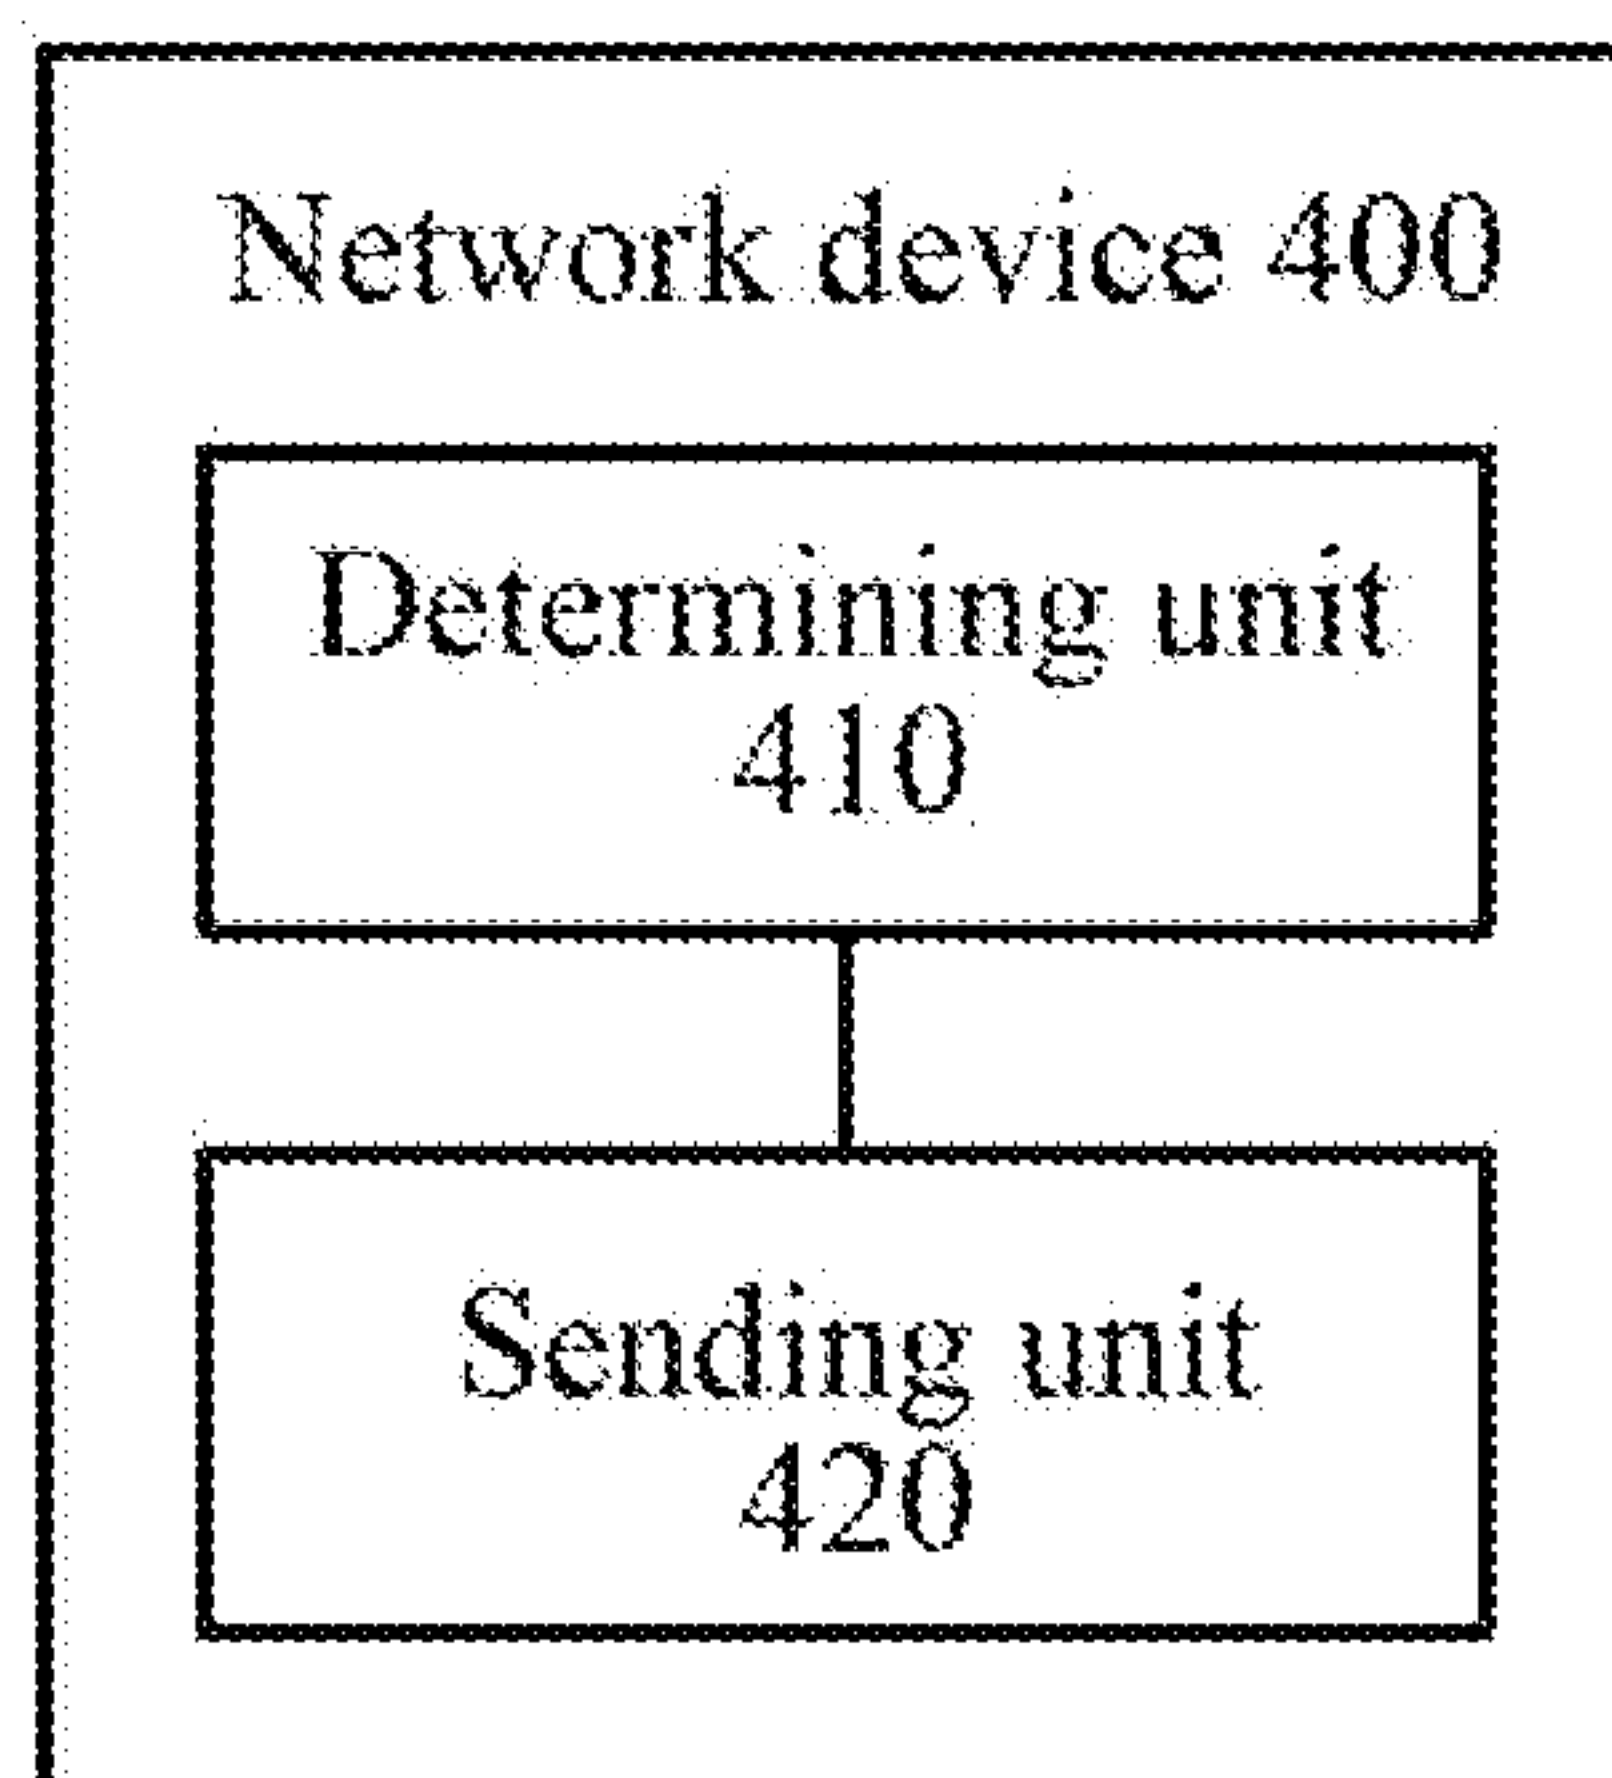 Network device 400
Determining unit
410
Sending unit
420